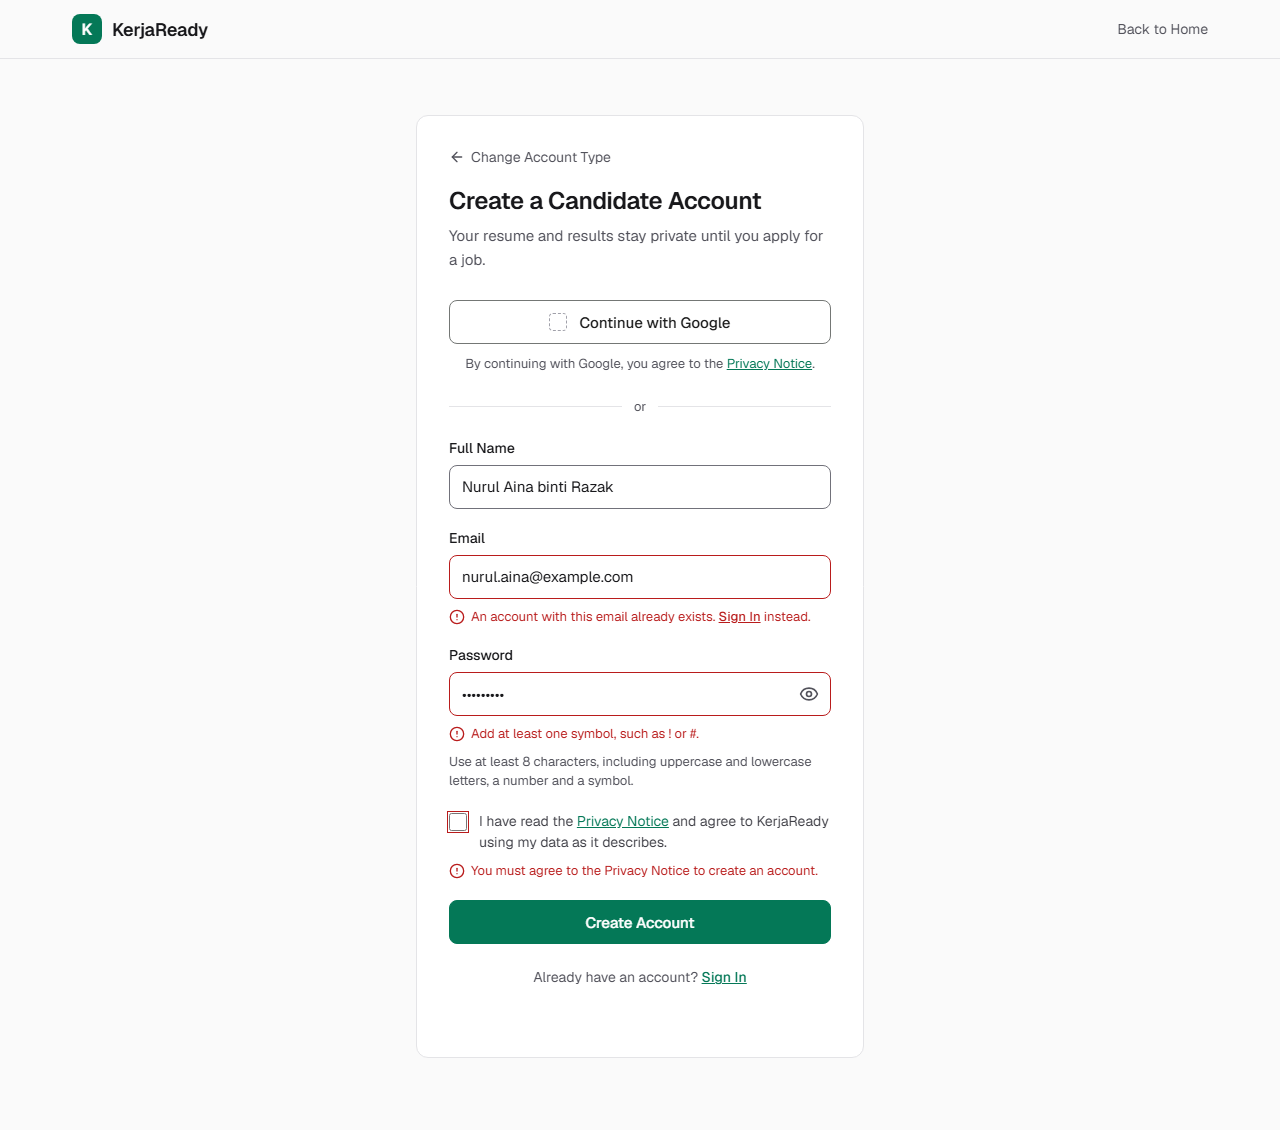 K KerjaReady
Back to Home
Change Account Type
Create a Candidate Account
Your resume and results stay private until you apply for
a job.
Continue with Google
By continuing with Google, you agree to the Privacy Notice.
or
Full Name
Nurul Aina binti Razak
Email
nurul.aina@example.com
An account with this email already exists. Sign In instead.
Password
•••••••••
Add at least one symbol, such as ! or #.
Use at least 8 characters, including uppercase and lowercase
letters, a number and a symbol.
I have read the Privacy Notice and agree to KerjaReady
using my data as it describes.
You must agree to the Privacy Notice to create an account.
Create Account
Already have an account? Sign In